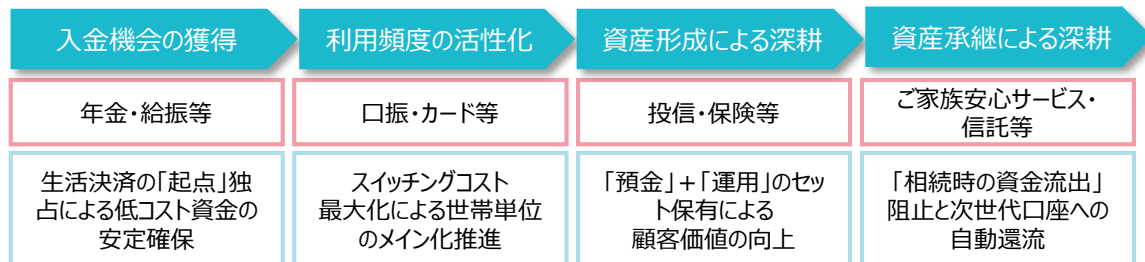 入金機会の獲得
利用頻度の活性化
資産形成による深耕
資産承継による深耕
年金・給振等
口振・カード等
投信・保険等
ご家族安心サービス・
信託等
生活決済の「起点」独
占による低コスト資金の
安定確保
スイッチングコスト
最大化による世帯単位
のメイン化推進
「預金」＋「運用」のセッ
ト保有による
顧客価値の向上
「相続時の資金流出」
阻止と次世代口座への
自動還流